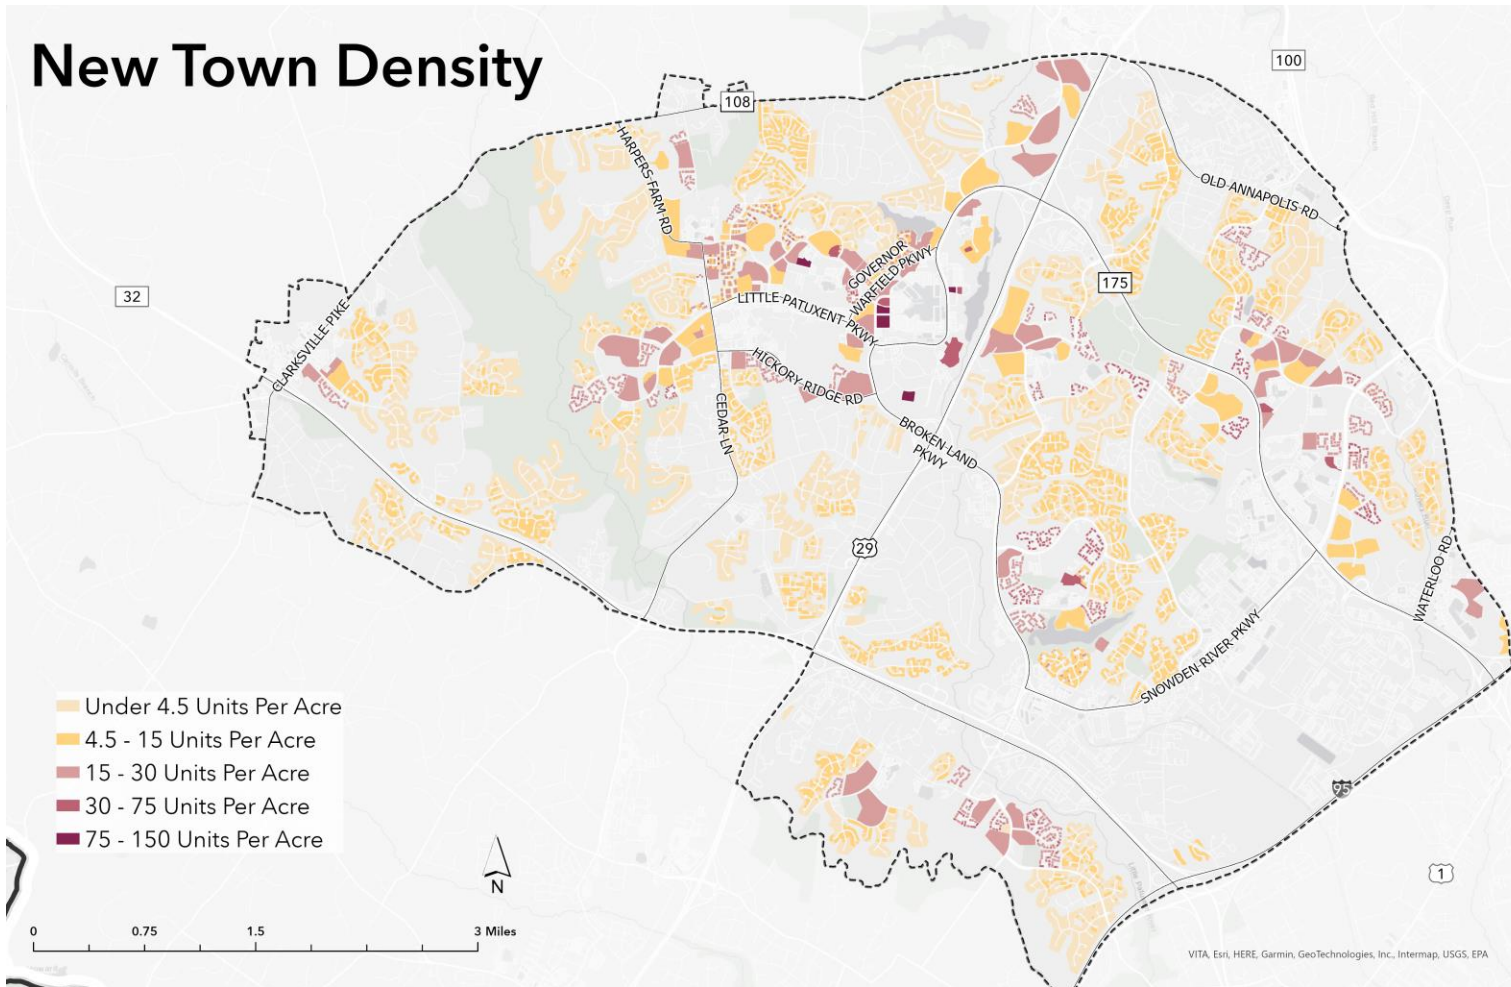 New Town Density
100
108
HARPERS FARM RD
OLD ANNAPOLIS RD
32
CLARKSVILLE PIKE
GOVERNOR
WARFIELD PKWY
175
LITTLE PATUXENT PKWY
HICKORY RIDGE RD
CEDAR LN
BROKEN LAND
PKWY
29
WATERLOO RD
SNOWDEN RIVER PKWY
95
1
Under 4.5 Units Per Acre
4.5 - 15 Units Per Acre
15 - 30 Units Per Acre
30 - 75 Units Per Acre
75 - 150 Units Per Acre
N
0 0.75 1.5 3 Miles
VITA, Esri, HERE, Garmin, GeoTechnologies, Inc., Intermap, USGS, EPA